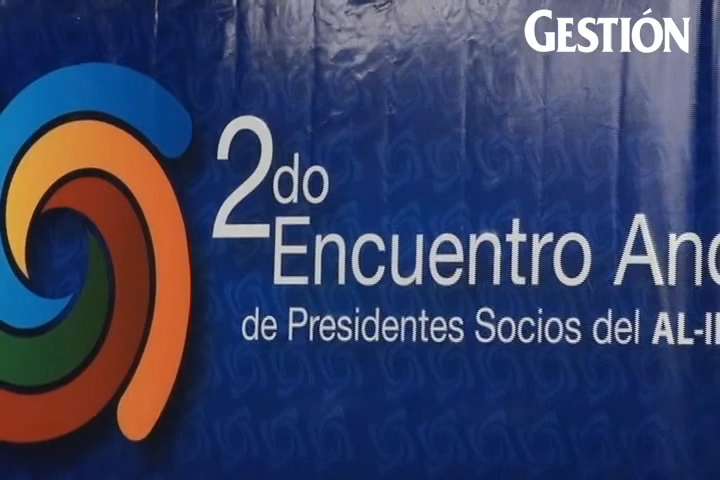 GESTIÓN
2do
Encuentro
de Presidentes Socios del